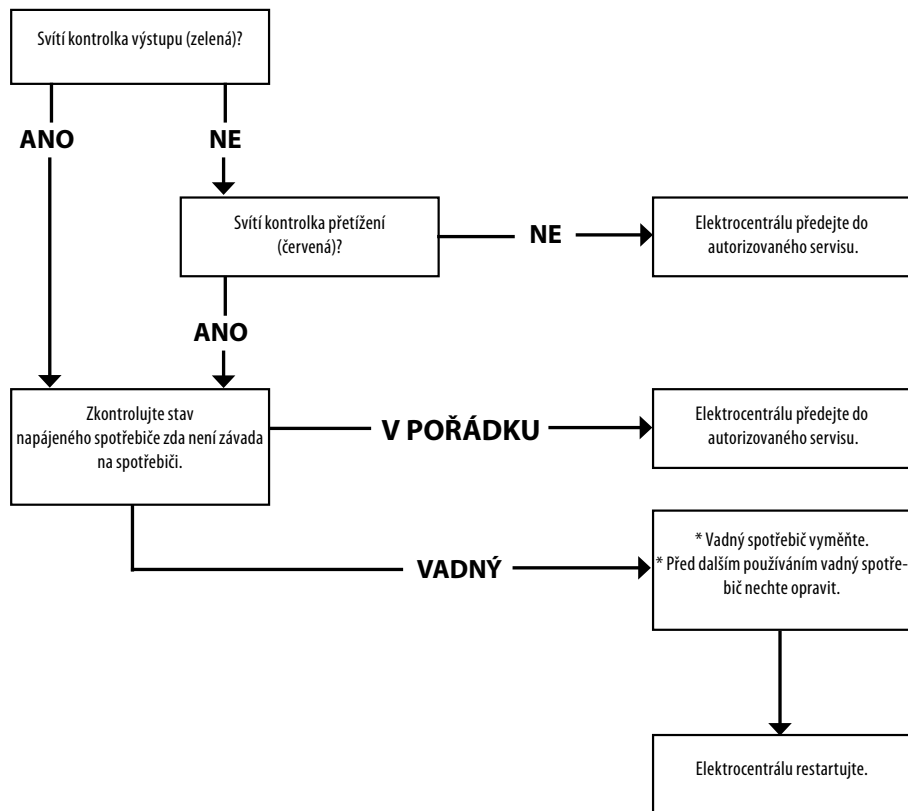 Svítí kontrolka výstupu (zelená)?
ANO
NE
Svítí kontrolka přetížení
(červená)?
NE
Elektrocentrálu předejte do
autorizovaného servisu.
ANO
Zkontrolujte stav
napájeného spotřebiče zda není závada
na spotřebiči.
V POŘÁDKU
Elektrocentrálu předejte do
autorizovaného servisu.
VADNÝ
* Vadný spotřebič vyměňte.
* Před dalším používáním vadný spotře-
bič nechte opravit.
Elektrocentrálu restartujte.